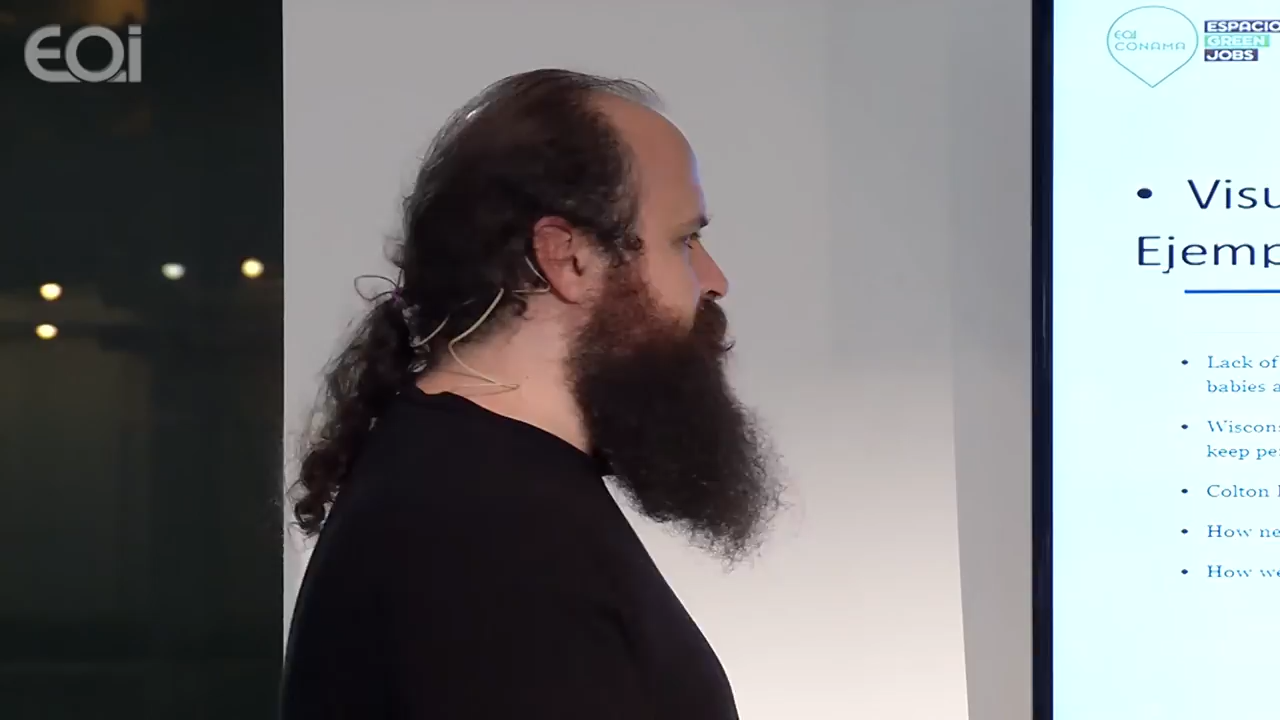 EOi
EOI
CONAMA
ESPACIO
GREEN
JOBS
• Visu
Ejemp
• Lack of
babies a
• Wiscons
keep pe
• Colton
• How ne
• How we